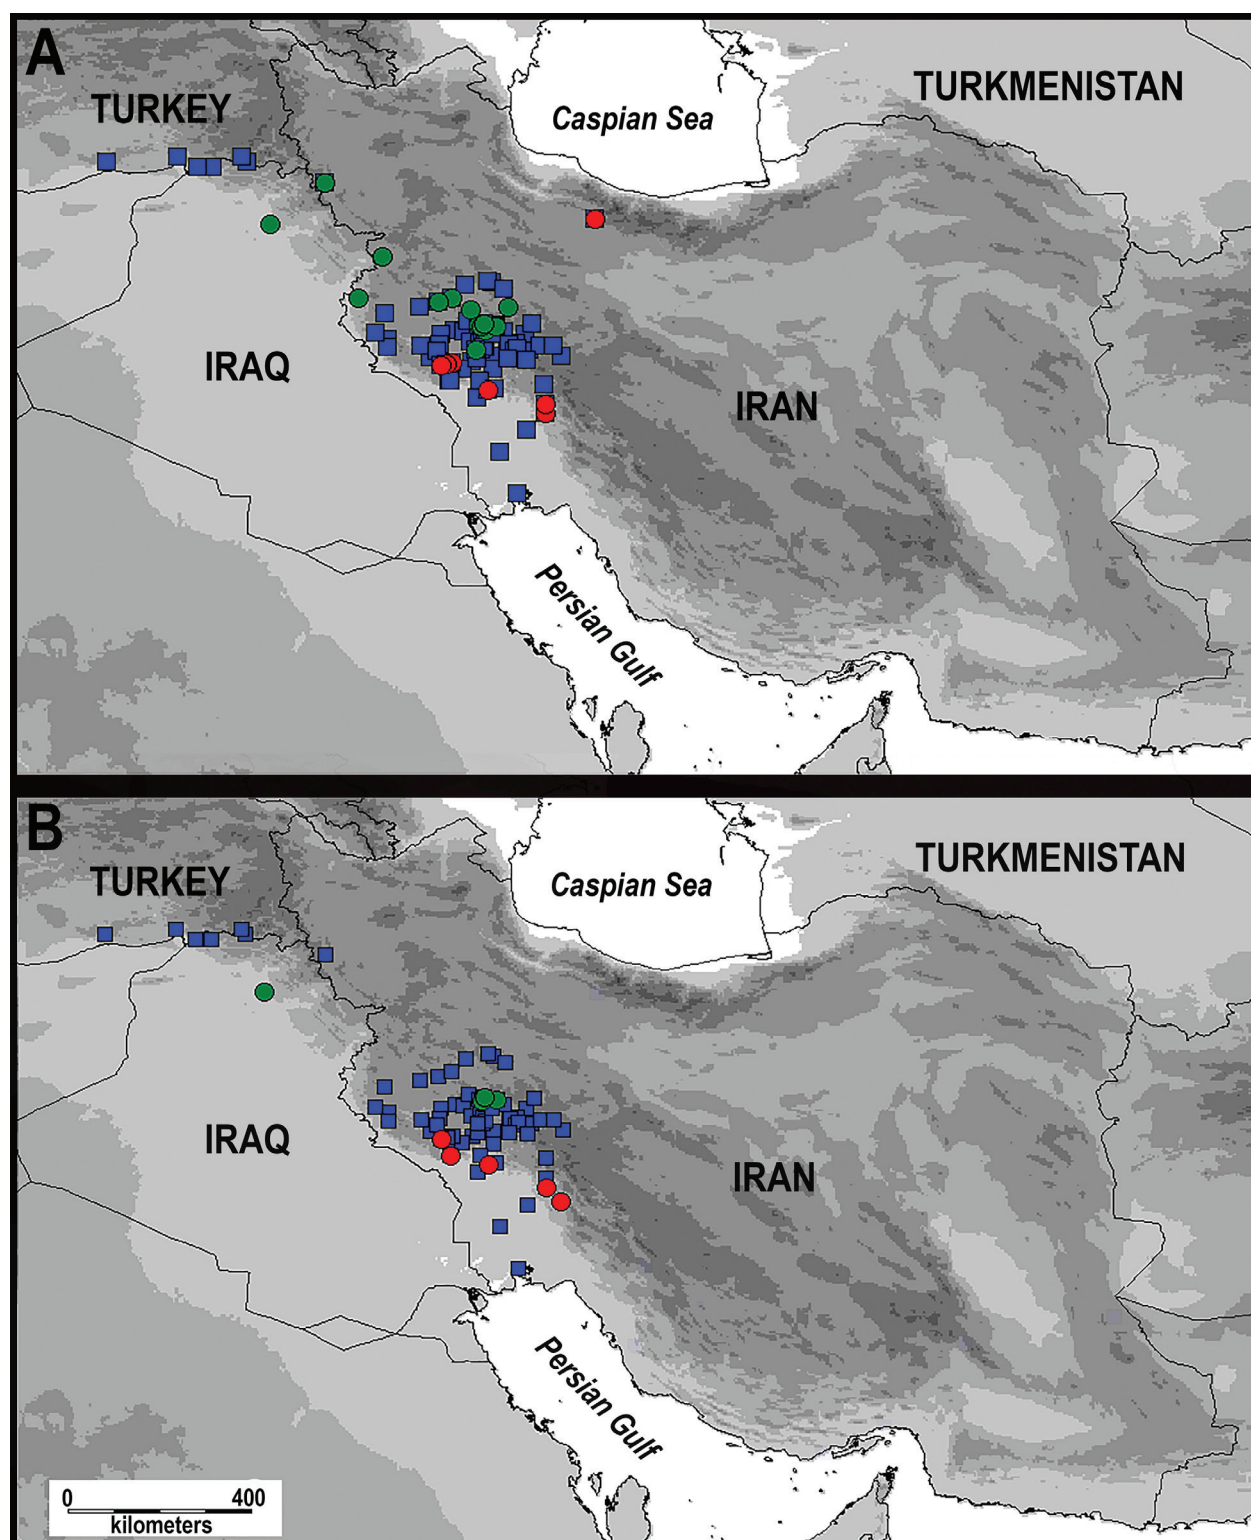 A
TURKEY
Caspian Sea
TURKMENISTAN
IRAQ
IRAN
Persian Gulf
B
TURKEY
Caspian Sea
TURKMENISTAN
IRAQ
IRAN
Persian Gulf
0 400
kilometers